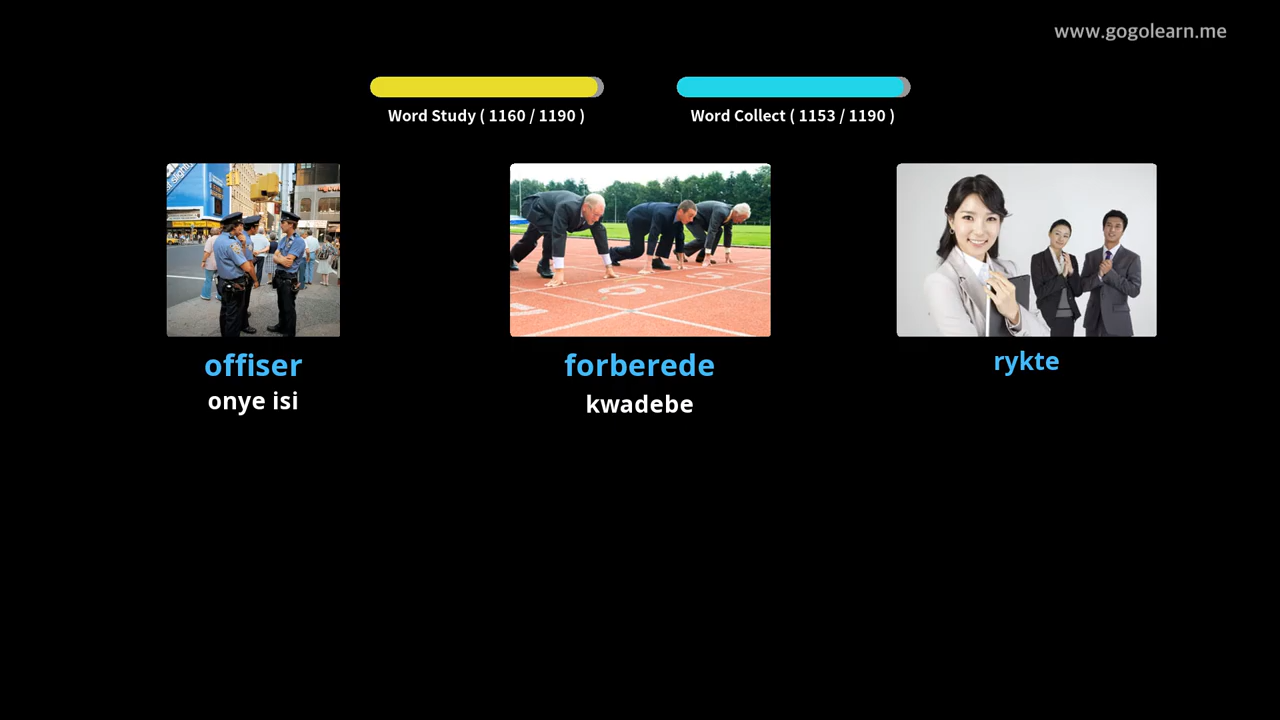 www.gogolearn.me
Word Study ( 1160 / 1190 )
Word Collect ( 1153 / 1190 )
offiser
onye isi
forberede
kwadebe
rykte